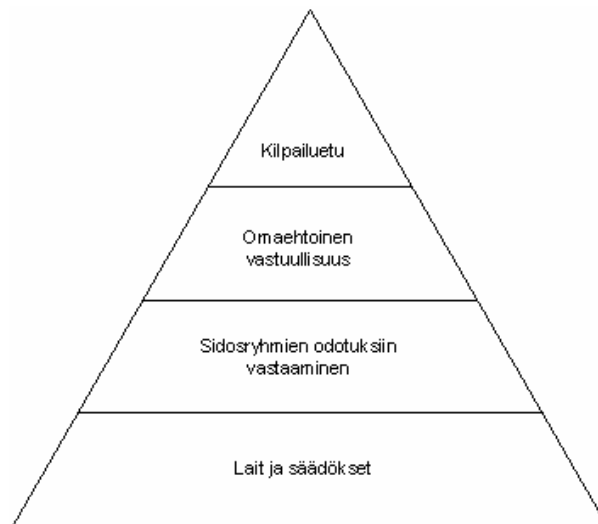 Kilpailuetu
Omaehtoinen
vastuullisuus
Sidosryhmien odotuksiin
vastaaminen
Lait ja säädökset